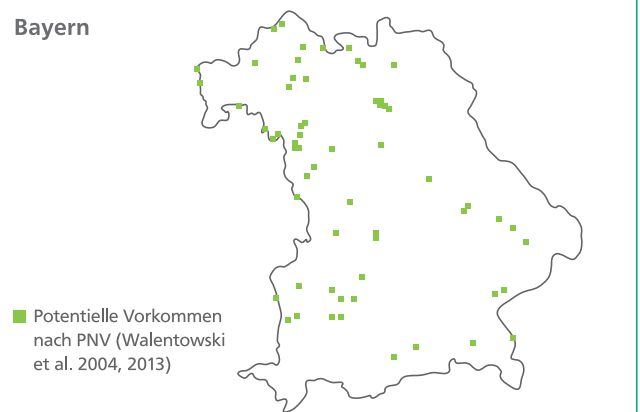 Bayern
Potentielle Vorkommen
nach PNV (Walentowski
et al. 2004, 2013)